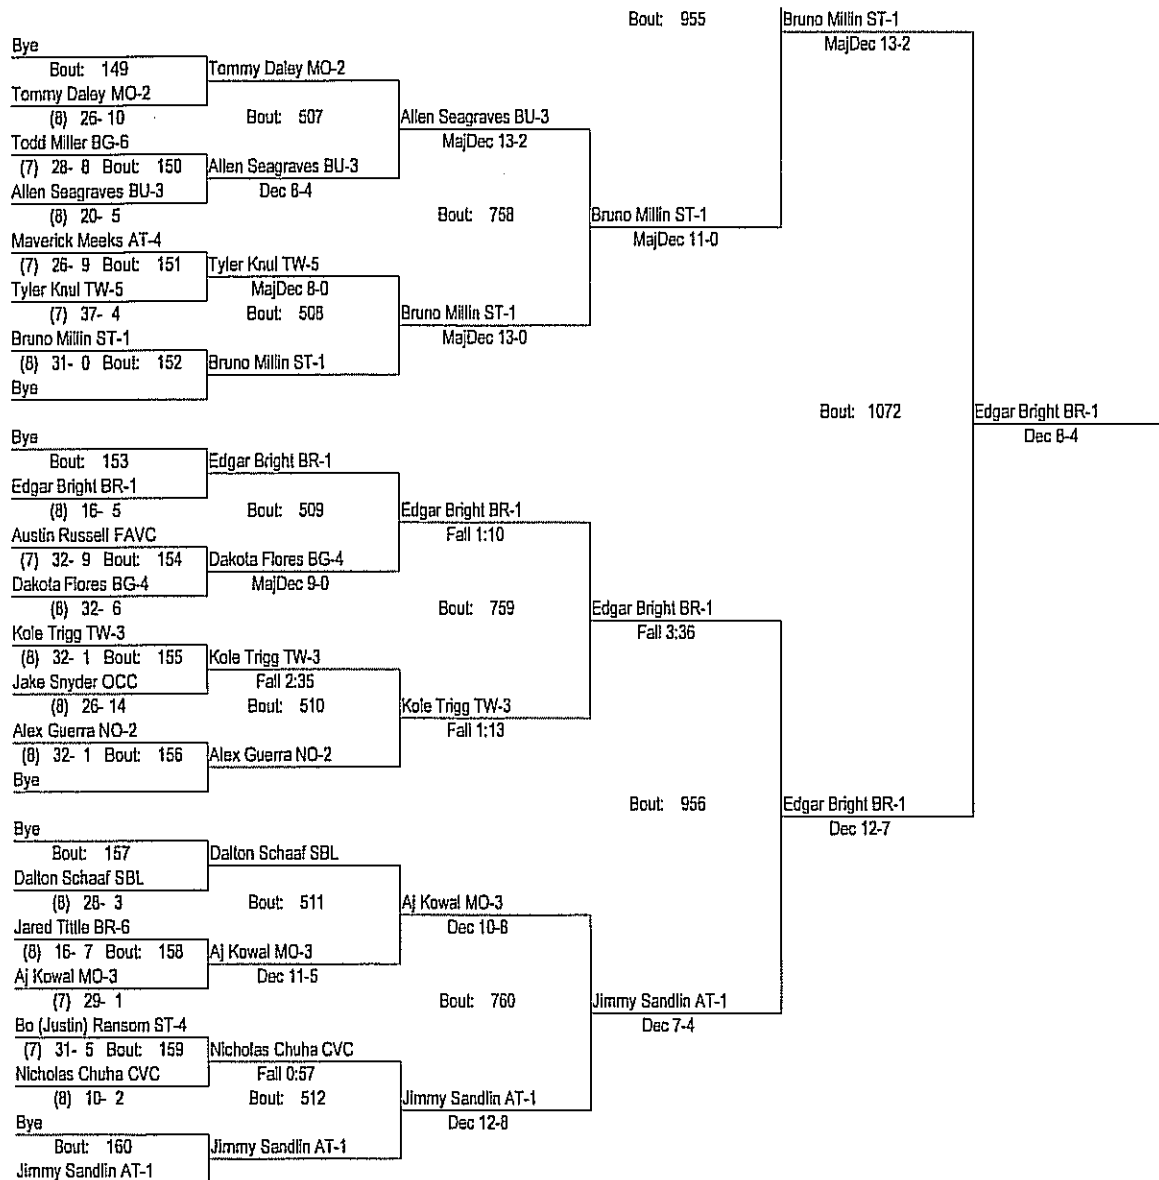 Bout: 955 Bruno Millin ST-1
MajDec 13-2
Bye
Bout: 149 Tommy Daley MO-2
Tommy Daley MO-2
(8) 26- 10 Bout: 507 Allen Seagraves BU-3
Todd Miller BG-6 MajDec 13-2
(7) 28- 8 Bout: 150 Allen Seagraves BU-3
Allen Seagraves BU-3 Dec 6-4
(8) 20- 5 Bout: 758 Bruno Millin ST-1
Maverick Meeks AT-4 MajDec 11-0
(7) 26- 9 Bout: 151 Tyler Knul TW-5
Tyler Knul TW-5 MajDec 8-0
(7) 37- 4 Bout: 508 Bruno Millin ST-1
Bruno Millin ST-1 MajDec 13-0
(8) 31- 0 Bout: 152 Bruno Millin ST-1
Bye
Bout: 1072 Edgar Bright BR-1
Dec 8-4
Bye
Bout: 153 Edgar Bright BR-1
Edgar Bright BR-1
(8) 16- 5 Bout: 509 Edgar Bright BR-1
Austin Russell FAVC Fall 1:10
(7) 32- 9 Bout: 154 Dakota Flores BG-4
Dakota Flores BG-4 MajDec 9-0
(8) 32- 6 Bout: 759 Edgar Bright BR-1
Kole Trigg TW-3 Fall 3:36
(8) 32- 1 Bout: 155 Kole Trigg TW-3
Jake Snyder OCC Fall 2:35
(8) 26- 14 Bout: 510 Kole Trigg TW-3
Alex Guerra NO-2 Fall 1:13
(8) 32- 1 Bout: 156 Alex Guerra NO-2
Bye
Bout: 956 Edgar Bright BR-1
Dec 12-7
Bye
Bout: 157 Dalton Schaaf SBL
Dalton Schaaf SBL
(8) 28- 3 Bout: 511 Aj Kowal MO-3
Jared Tittle BR-6 Dec 10-8
(8) 16- 7 Bout: 158 Aj Kowal MO-3
Aj Kowal MO-3 Dec 11-5
(7) 29- 1 Bout: 760 Jimmy Sandlin AT-1
Bo (Justin) Ransom ST-4 Dec 7-4
(7) 31- 5 Bout: 159 Nicholas Chuha CVC
Nicholas Chuha CVC Fall 0:57
(8) 10- 2 Bout: 512 Jimmy Sandlin AT-1
Bye Dec 12-8
Bout: 160 Jimmy Sandlin AT-1
Jimmy Sandlin AT-1